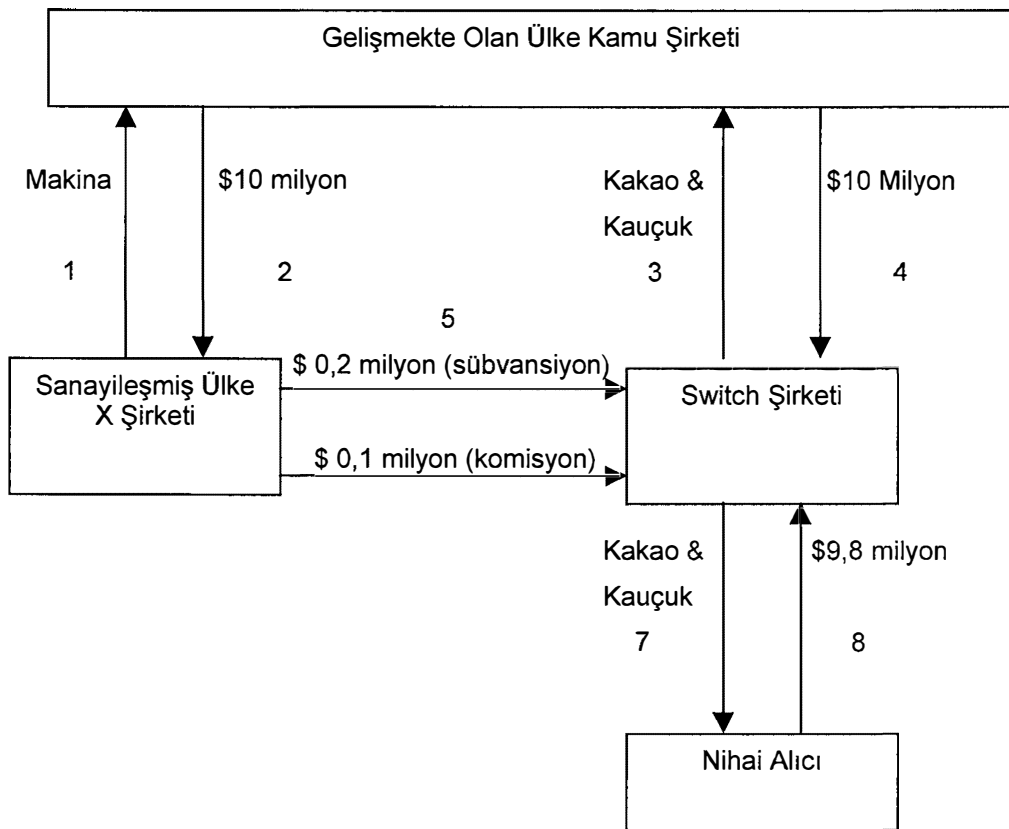 Gelişmekte Olan Ülke Kamu Şirketi
Makina
$10 milyon
Kakao &
Kauçuk
$10 Milyon
1
2
3
4
5
$ 0,2 milyon (sübvansiyon)
Sanayileşmiş Ülke
X Şirketi
Switch Şirketi
$ 0,1 milyon (komisyon)
Kakao &
Kauçuk
$9,8 milyon
7
8
Nihai Alıcı